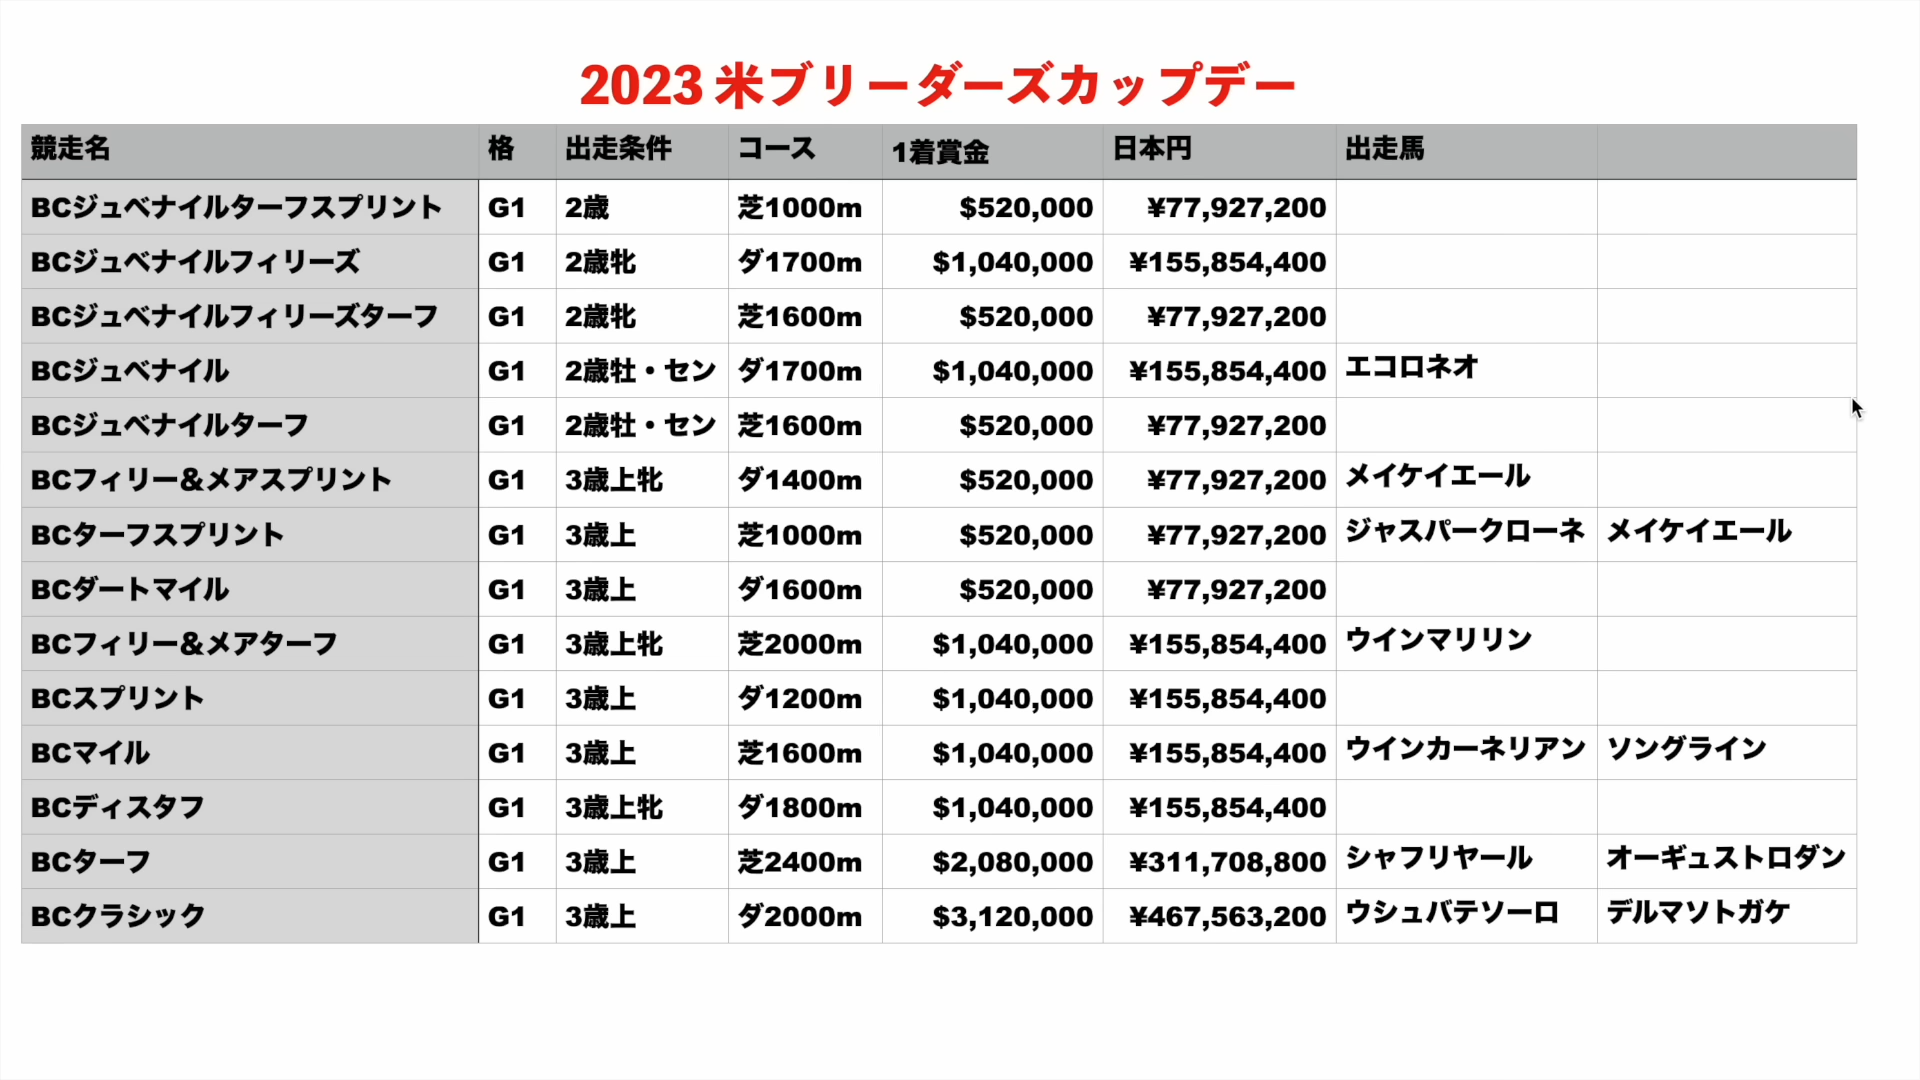 2023 米ブリーダーズカップデー
競走名 格 出走条件 コース 1着賞金 日本円 出走馬
BCジュベナイルターフスプリント G1 2歳 芝1000m $520,000 ¥77,927,200
BCジュベナイルフィリーズ G1 2歳牝 ダ1700m $1,040,000 ¥155,854,400
BCジュベナイルフィリーズターフ G1 2歳牝 芝1600m $520,000 ¥77,927,200
BCジュベナイル G1 2歳牡・セン ダ1700m $1,040,000 ¥155,854,400 エコロネオ
BCジュベナイルターフ G1 2歳牡・セン 芝1600m $520,000 ¥77,927,200
BCフィリー&メアスプリント G1 3歳上牝 ダ1400m $520,000 ¥77,927,200 メイケイエール
BCターフスプリント G1 3歳上 芝1000m $520,000 ¥77,927,200 ジャスパークローネ メイケイエール
BCダートマイル G1 3歳上 ダ1600m $520,000 ¥77,927,200
BCフィリー&メアターフ G1 3歳上牝 芝2000m $1,040,000 ¥155,854,400 ウインマリリン
BCスプリント G1 3歳上 ダ1200m $1,040,000 ¥155,854,400
BCマイル G1 3歳上 芝1600m $1,040,000 ¥155,854,400 ウインカーネリアン ソングライン
BCディスタフ G1 3歳上牝 ダ1800m $1,040,000 ¥155,854,400
BCターフ G1 3歳上 芝2400m $2,080,000 ¥311,708,800 シャフリヤール オーギュストロダン
BCクラシック G1 3歳上 ダ2000m $3,120,000 ¥467,563,200 ウシュバテソーロ デルマソトガケ